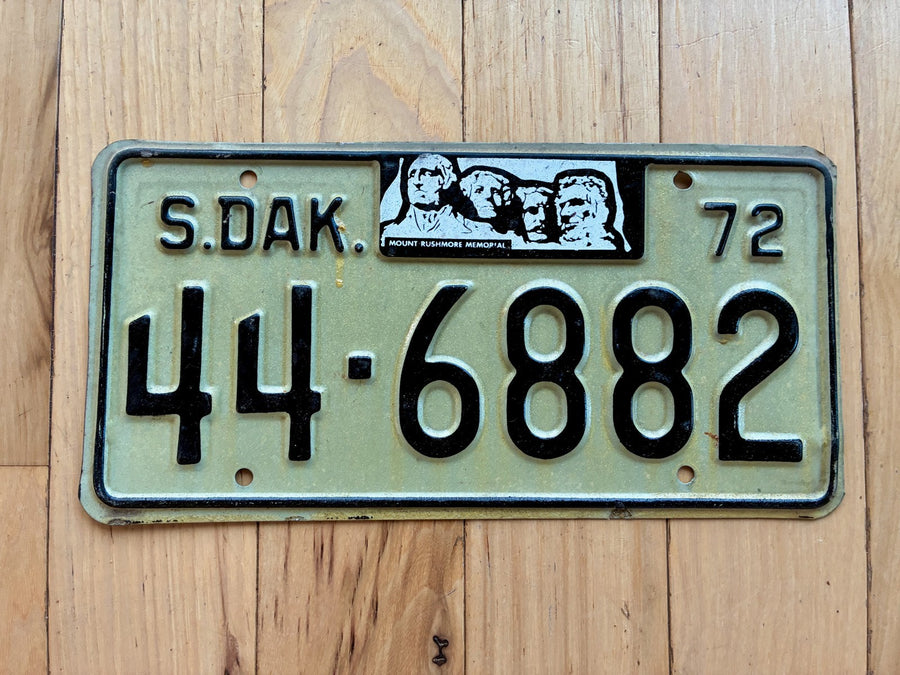 S.DAK. 72
MOUNT RUSHMORE MEMORIAL
44·6882